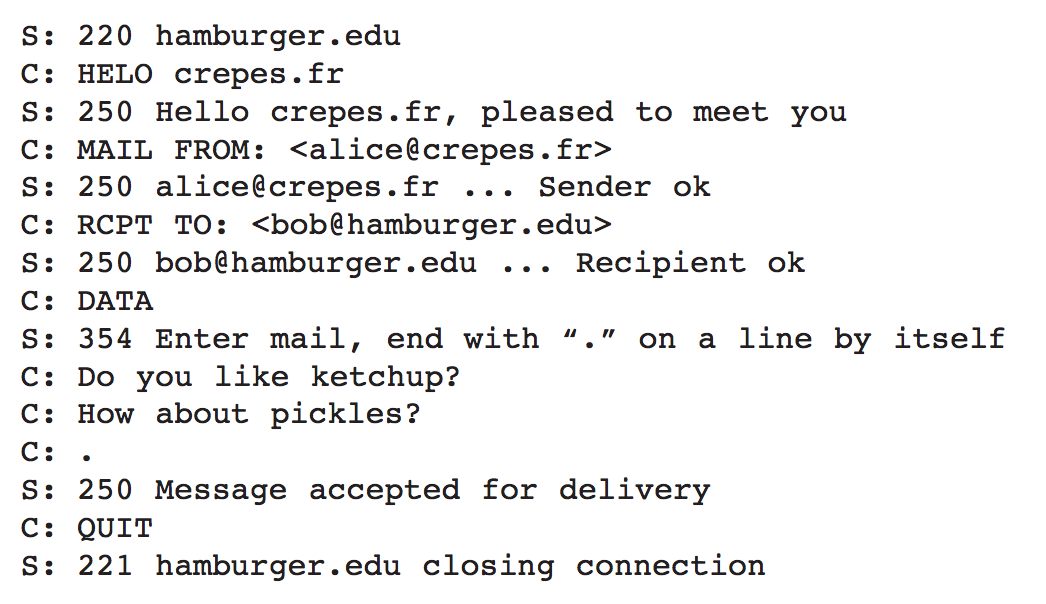 S: 220 hamburger.edu
C: HELO crepes.fr
S: 250 Hello crepes.fr, pleased to meet you
C: MAIL FROM: <alice@crepes.fr>
S: 250 alice@crepes.fr ... Sender ok
C: RCPT TO: <bob@hamburger.edu>
S: 250 bob@hamburger.edu ... Recipient ok
C: DATA
S: 354 Enter mail, end with “.” on a line by itself
C: Do you like ketchup?
C: How about pickles?
C: .
S: 250 Message accepted for delivery
C: QUIT
S: 221 hamburger.edu closing connection